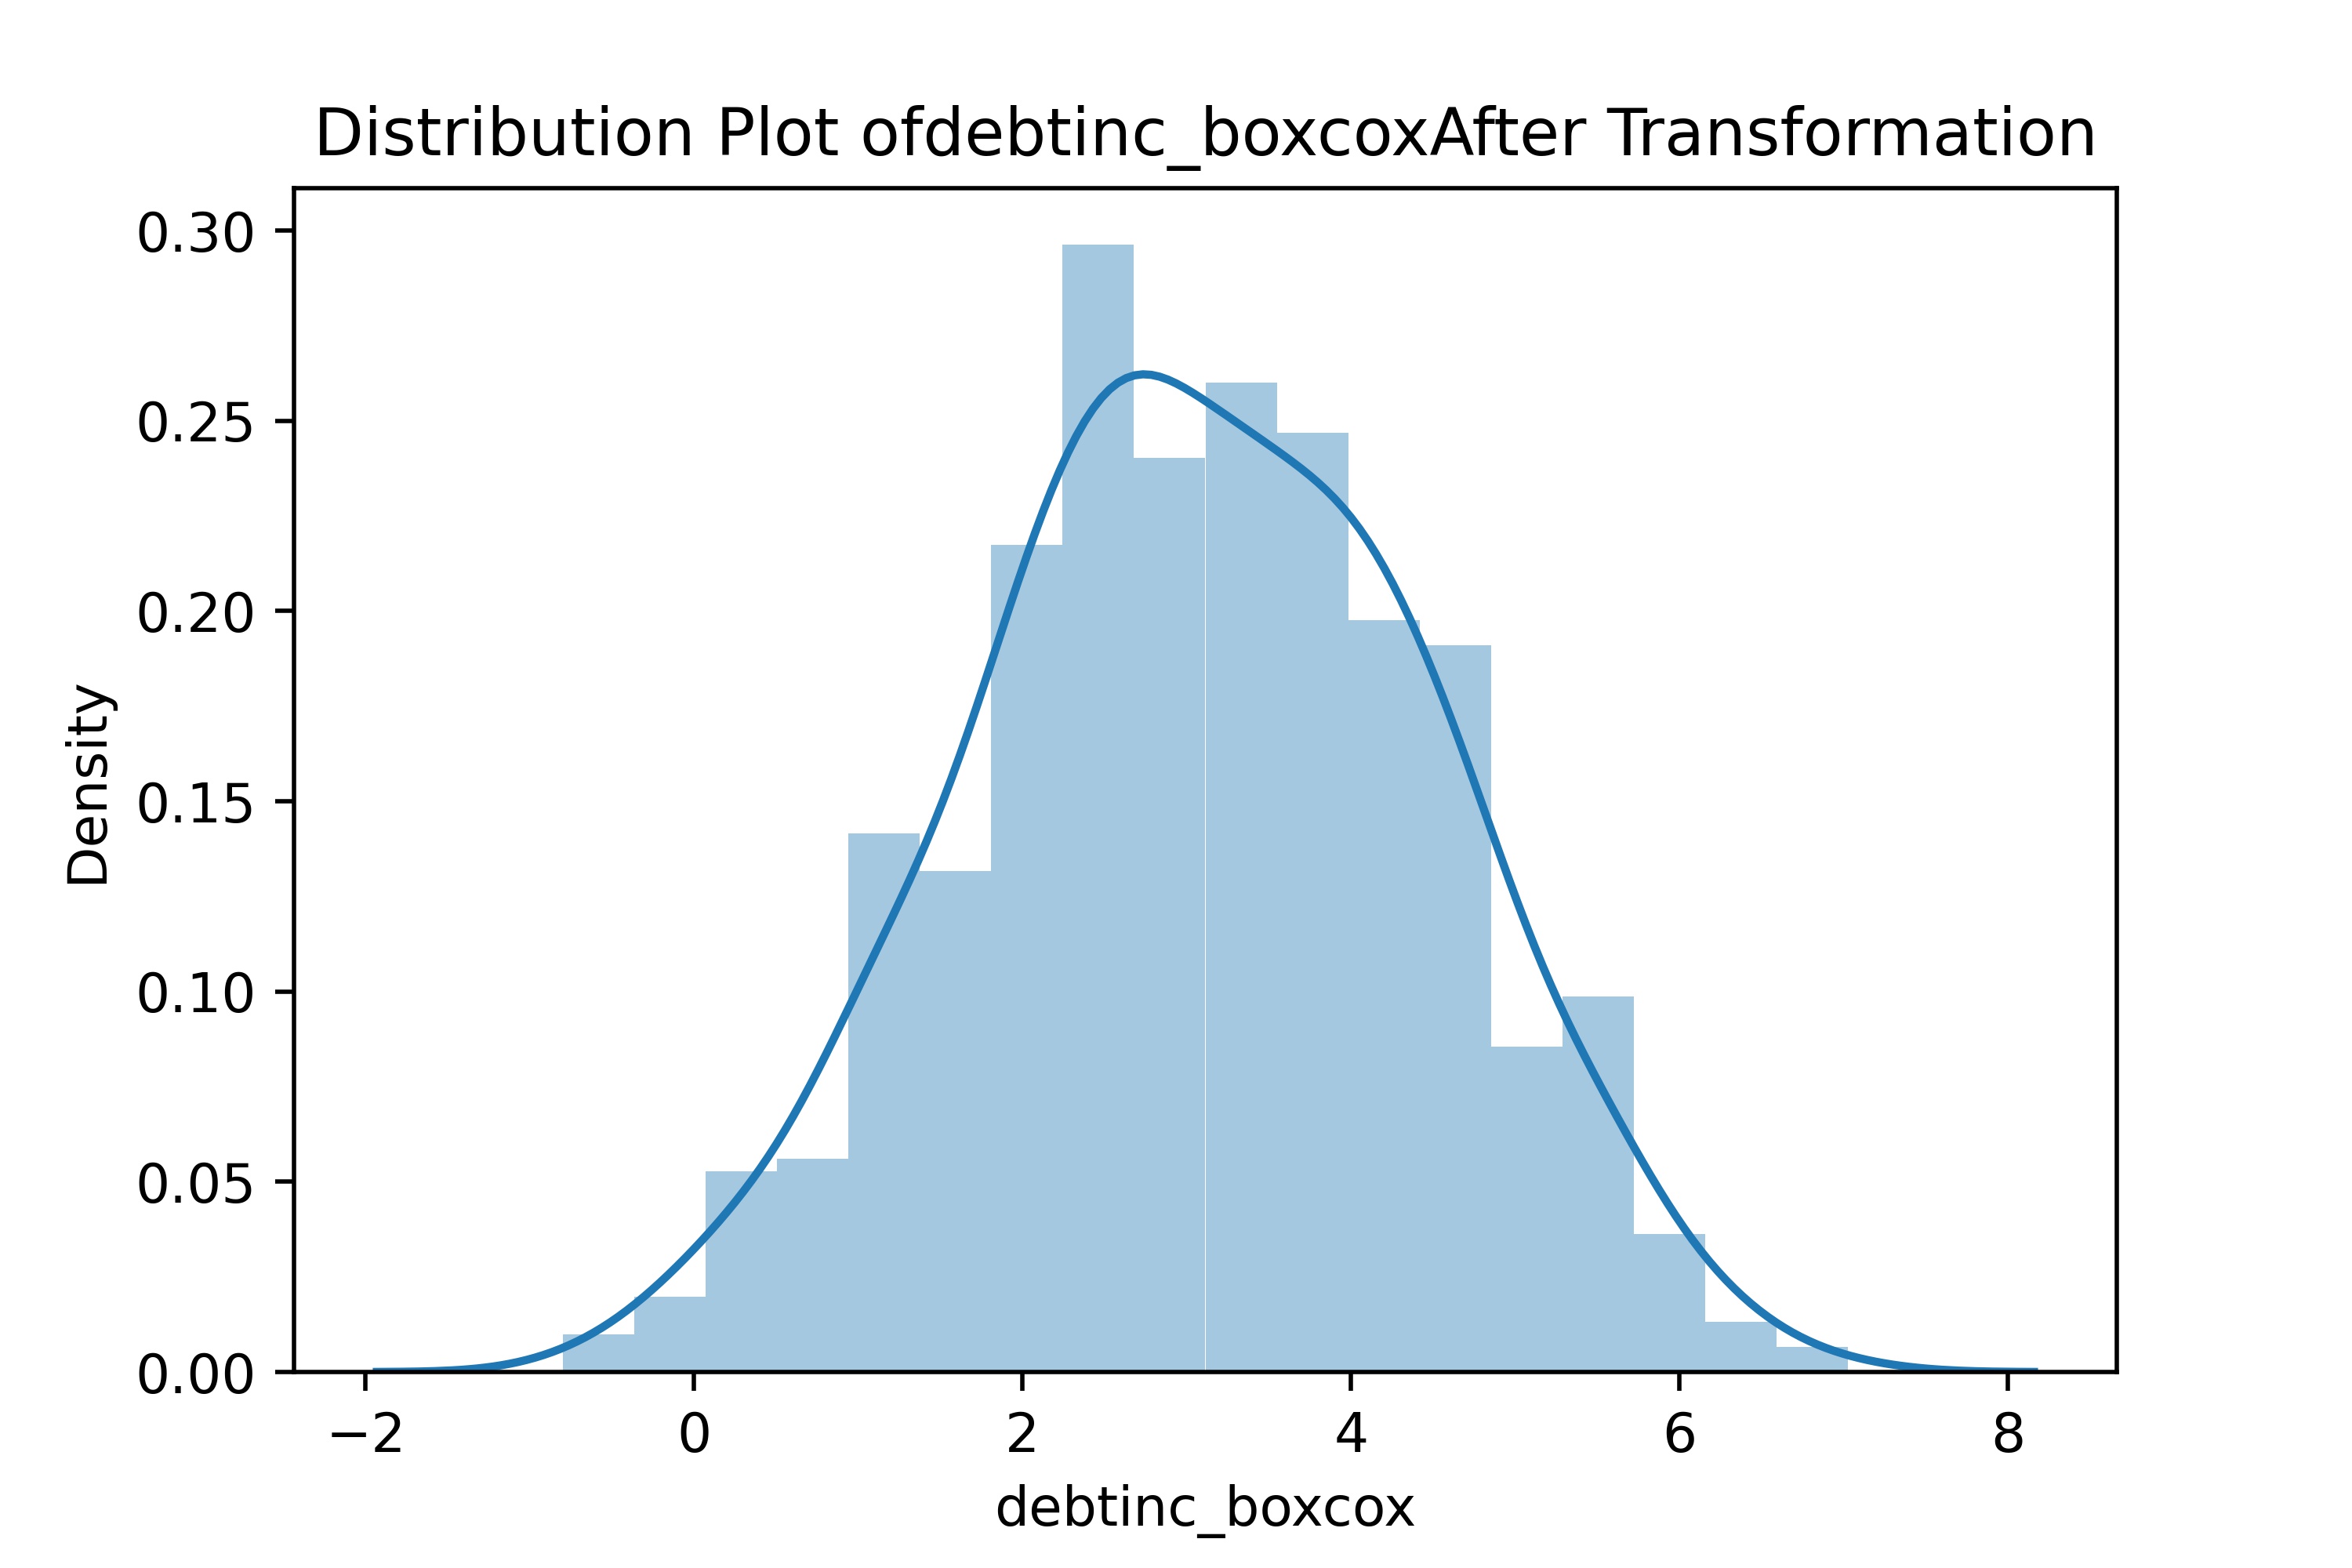 Distribution Plot ofdebtinc_boxcoxAfter Transformation
0.30
0.25
0.20
0.15
0.10
0.05
0.00
Density
−2 0 2 4 6 8
debtinc_boxcox